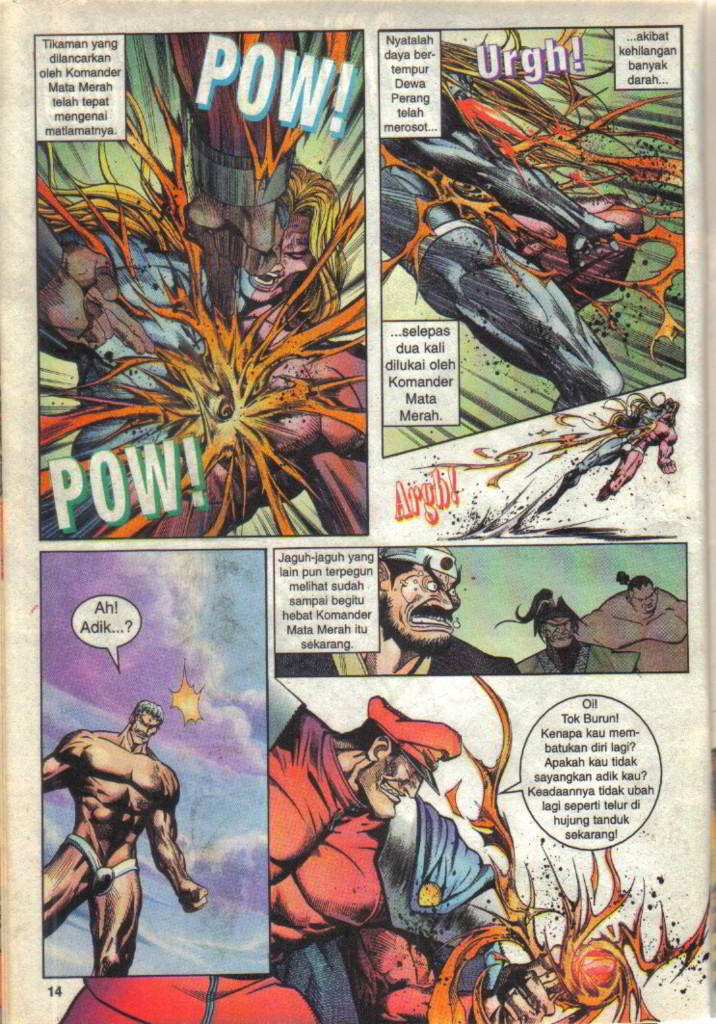 Tikaman yang
dilancarkan
oleh Komander
Mata Merah
telah tepat
mengenai
matlamatnya.
POW!
POW!
Nyatalah
daya ber-
tempur
Dewa
Perang
telah
merosot...
Urgh!
...akibat
kehilangan
banyak
darah...
...selepas
dua kali
dilukai oleh
Komander
Mata
Merah.
Argh!
Ah!
Adik...?
Jaguh-jaguh yang
lain pun terpegun
melihat sudah
sampai begitu
hebat Komander
Mata Merah itu
sekarang.
Oi!
Tok Burun!
Kenapa kau mem-
batukan diri lagi?
Apakah kau tidak
sayangkan adik kau?
Keadaannya tidak ubah
lagi seperti telur di
hujung tanduk
sekarang!
14